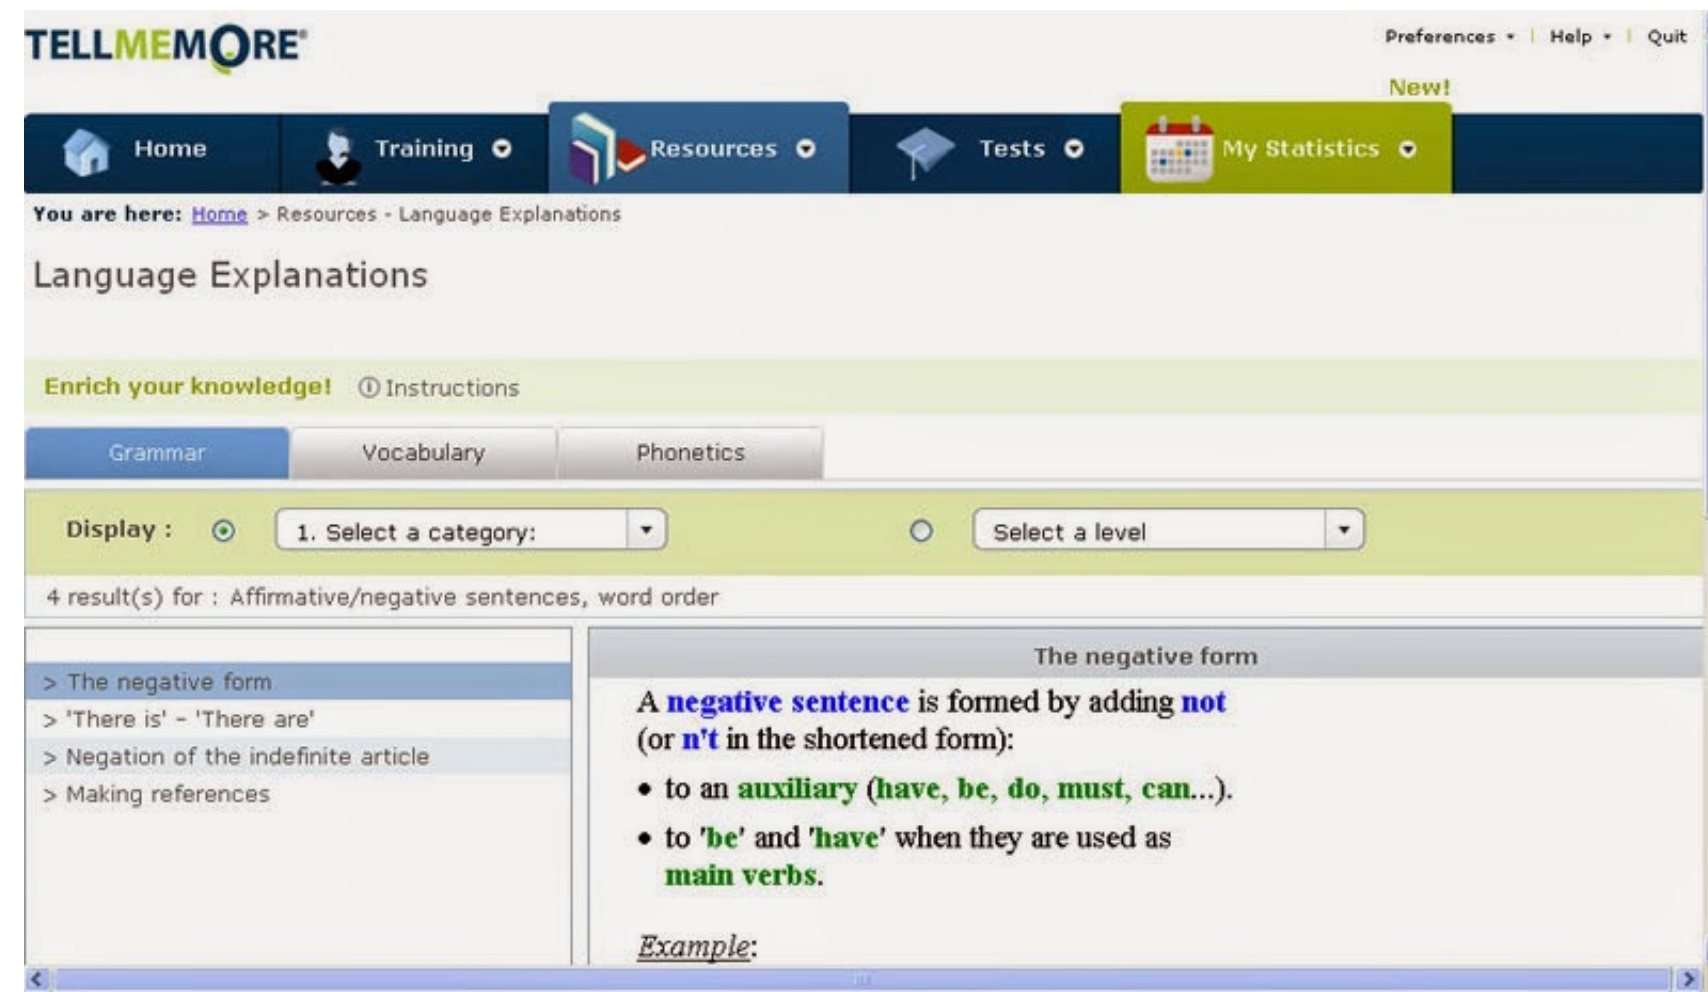 TELLMEMORE®
Preferences | Help | Quit
New!
Home Training Resources Tests My Statistics
You are here: Home > Resources - Language Explanations
Language Explanations
Enrich your knowledge! Instructions
Grammar Vocabulary Phonetics
Display : 1. Select a category: Select a level
4 result(s) for : Affirmative/negative sentences, word order
> The negative form
> 'There is' - 'There are'
> Negation of the indefinite article
> Making references
The negative form
A negative sentence is formed by adding not
(or n't in the shortened form):
• to an auxiliary (have, be, do, must, can...).
• to 'be' and 'have' when they are used as
main verbs.
Example: